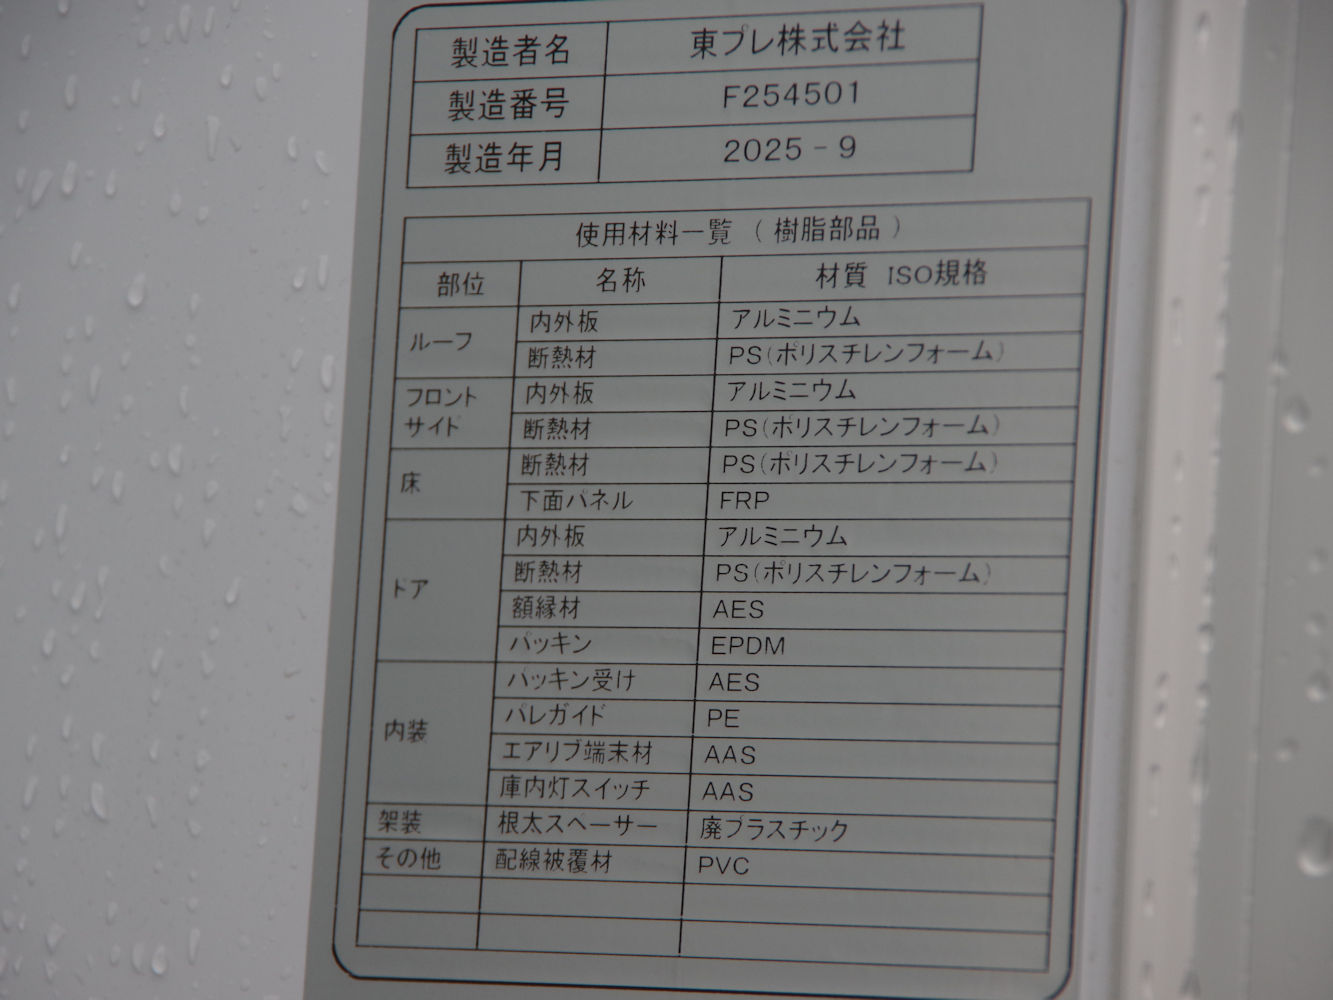 製造者名 東プレ株式会社
製造番号 F254501
製造年月 2025-9
使用材料一覧（樹脂部品）
部位 名称 材質 ISO規格
ルーフ 内外板 アルミニウム
断熱材 PS(ポリスチレンフォーム)
フロント
サイド
内外板 アルミニウム
断熱材 PS(ポリスチレンフォーム)
床 断熱材 PS(ポリスチレンフォーム)
下面パネル FRP
ドア 内外板 アルミニウム
断熱材 PS(ポリスチレンフォーム)
額縁材 AES
パッキン EPDM
内装 パッキン受け AES
パレガイド PE
エアリブ端末材 AAS
庫内灯スイッチ AAS
架装 根太スペーサー 廃プラスチック
その他 配線被覆材 PVC